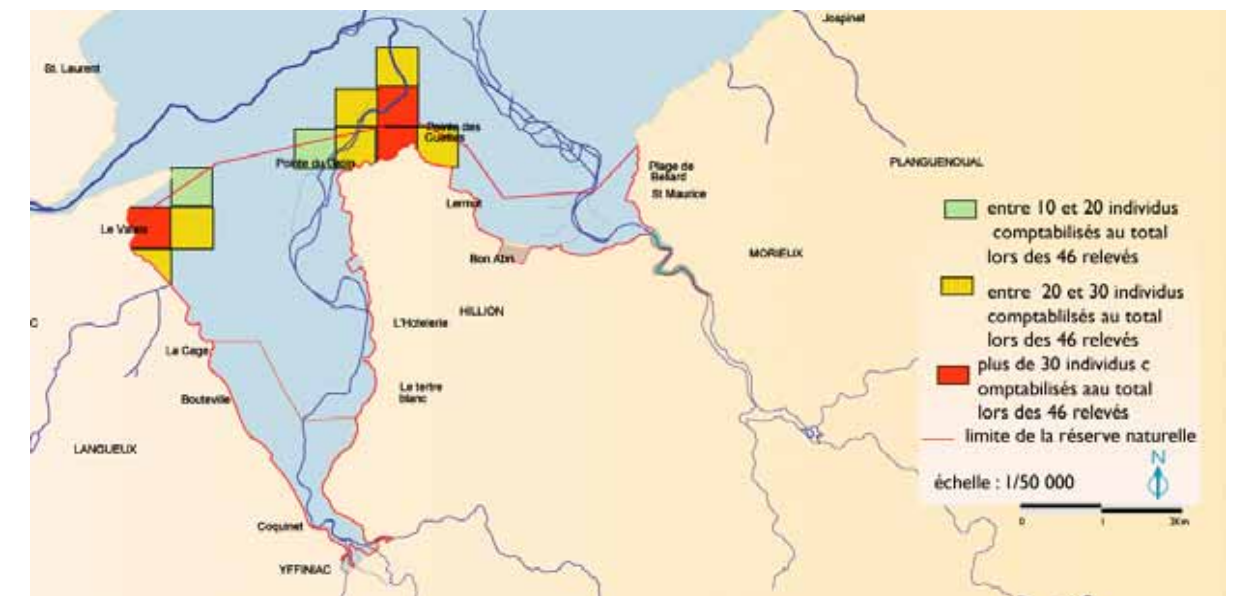 Jospinet
St. Laurent
Pointe des
Guettes
Pointe du Grouin
Plage de
Béliard
St Maurice
PLANGUENOUAL
Le Valais
Lermot
Bon Abri
MORIEUX
HILLION
L'Hotelerie
La Cage
Le tertre
blanc
Bouteville
LANGUEUX
Coquinet
YFFINIAC
entre 10 et 20 individus
comptabilisés au total
lors des 46 relevés
entre 20 et 30 individus
comptablilsés au total
lors des 46 relevés
plus de 30 individus c
omptabilisés aau total
lors des 46 relevés
limite de la réserve naturelle
N
échelle : 1/50 000
0 1 2Km